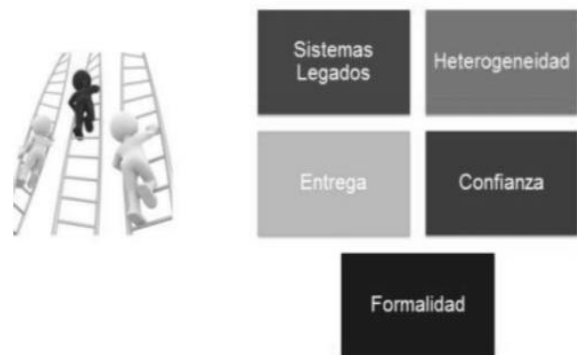 Sistemas
Legados
Heterogeneidad
Entrega
Confianza
Formalidad